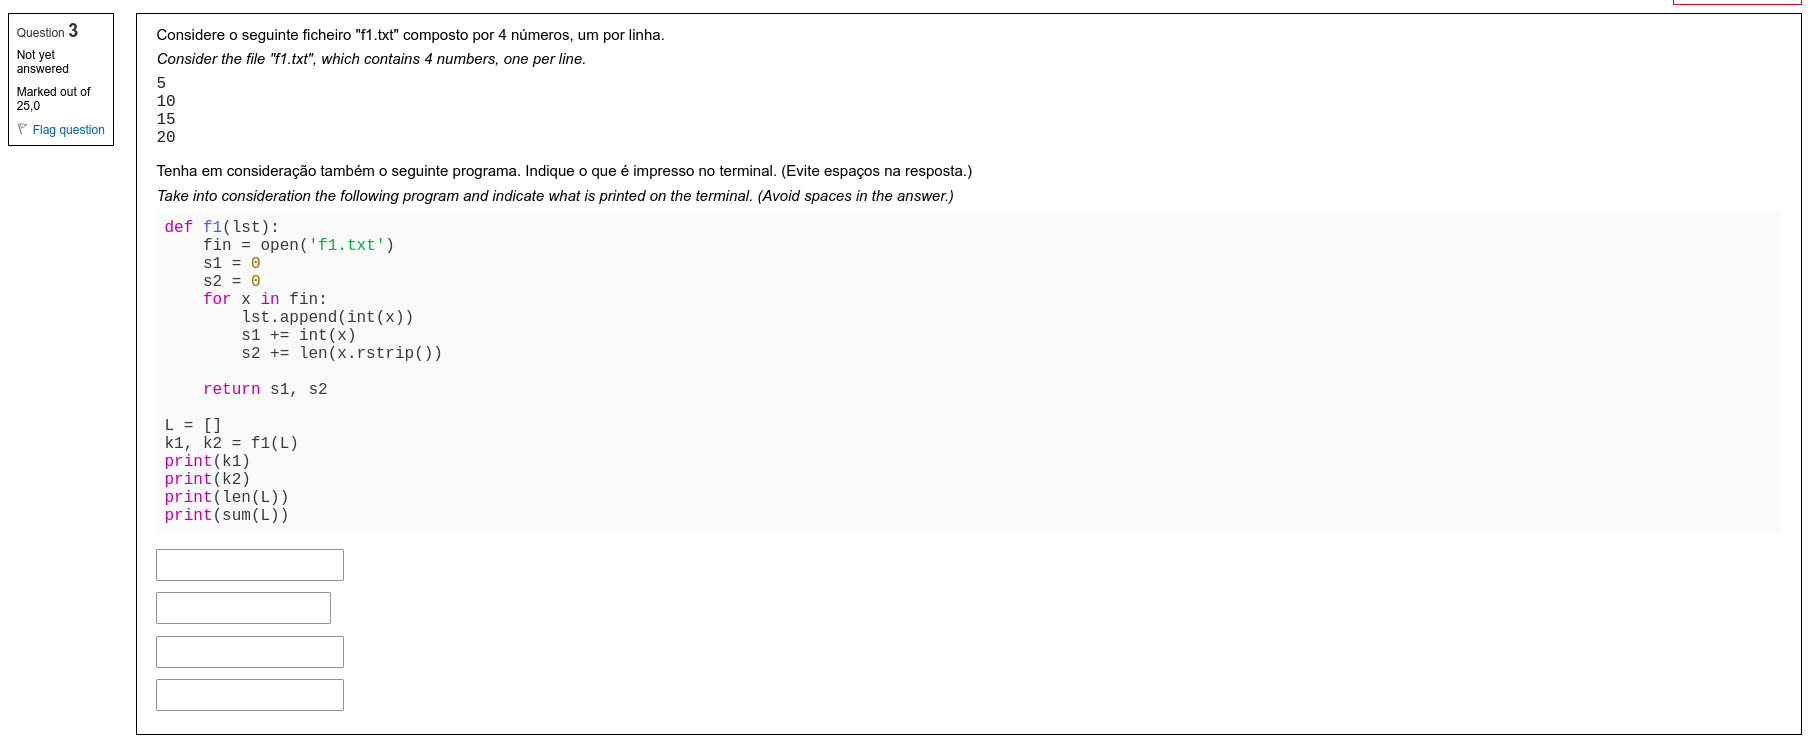 Question 3
Not yet
answered
Marked out of
25,0
Flag question
Considere o seguinte ficheiro "f1.txt" composto por 4 números, um por linha.
Consider the file "f1.txt", which contains 4 numbers, one per line.
5
10
15
20
Tenha em consideração também o seguinte programa. Indique o que é impresso no terminal. (Evite espaços na resposta.)
Take into consideration the following program and indicate what is printed on the terminal. (Avoid spaces in the answer.)
def f1(lst):
    fin = open('f1.txt')
    s1 = 0
    s2 = 0
    for x in fin:
        lst.append(int(x))
        s1 += int(x)
        s2 += len(x.rstrip())
    return s1, s2
L = []
k1, k2 = f1(L)
print(k1)
print(k2)
print(len(L))
print(sum(L))